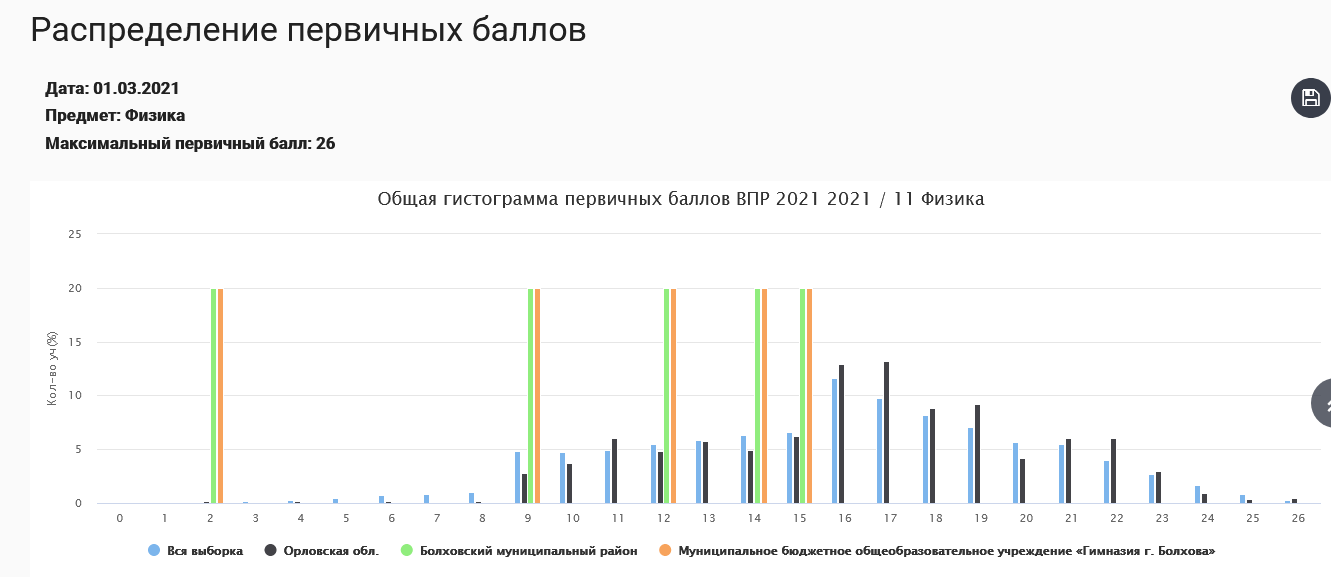 Распределение первичных баллов
Дата: 01.03.2021
Предмет: Физика
Максимальный первичный балл: 26
Общая гистограмма первичных баллов ВПР 2021 2021 / 11 Физика
25
20
15
10
5
0
Кол-во уч(%)
0 1 2 3 4 5 6 7 8 9 10 11 12 13 14 15 16 17 18 19 20 21 22 23 24 25 26
Вся выборка Орловская обл. Болховский муниципальный район Муниципальное бюджетное общеобразовательное учреждение «Гимназия г. Болхова»